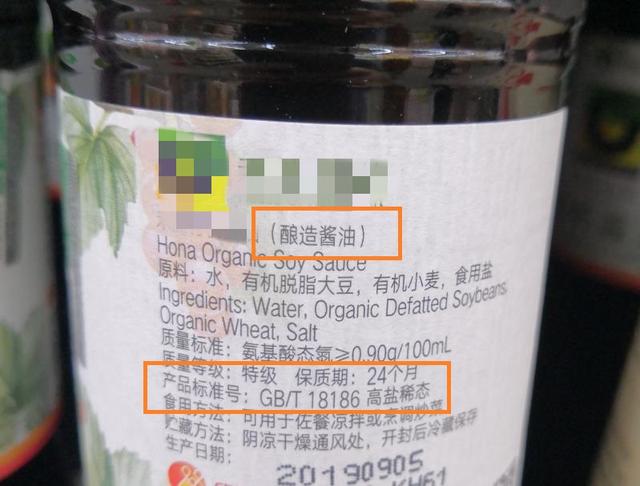 （酿造酱油）
Hona Organic Soy Sauce
原料：水，有机脱脂大豆，有机小麦，食用盐
Ingredients: Water, Organic Defatted Soybeans,
Organic Wheat, Salt
质量标准：氨基酸态氮≥0.90g/100mL
质量等级：特级 保质期：24个月
产品标准号：GB/T 18186 高盐稀态
食用方法：可用于佐餐凉拌或烹调炒菜
贮藏方法：阴凉干燥通风处，开封后冷藏保存
生产日期：
20190905